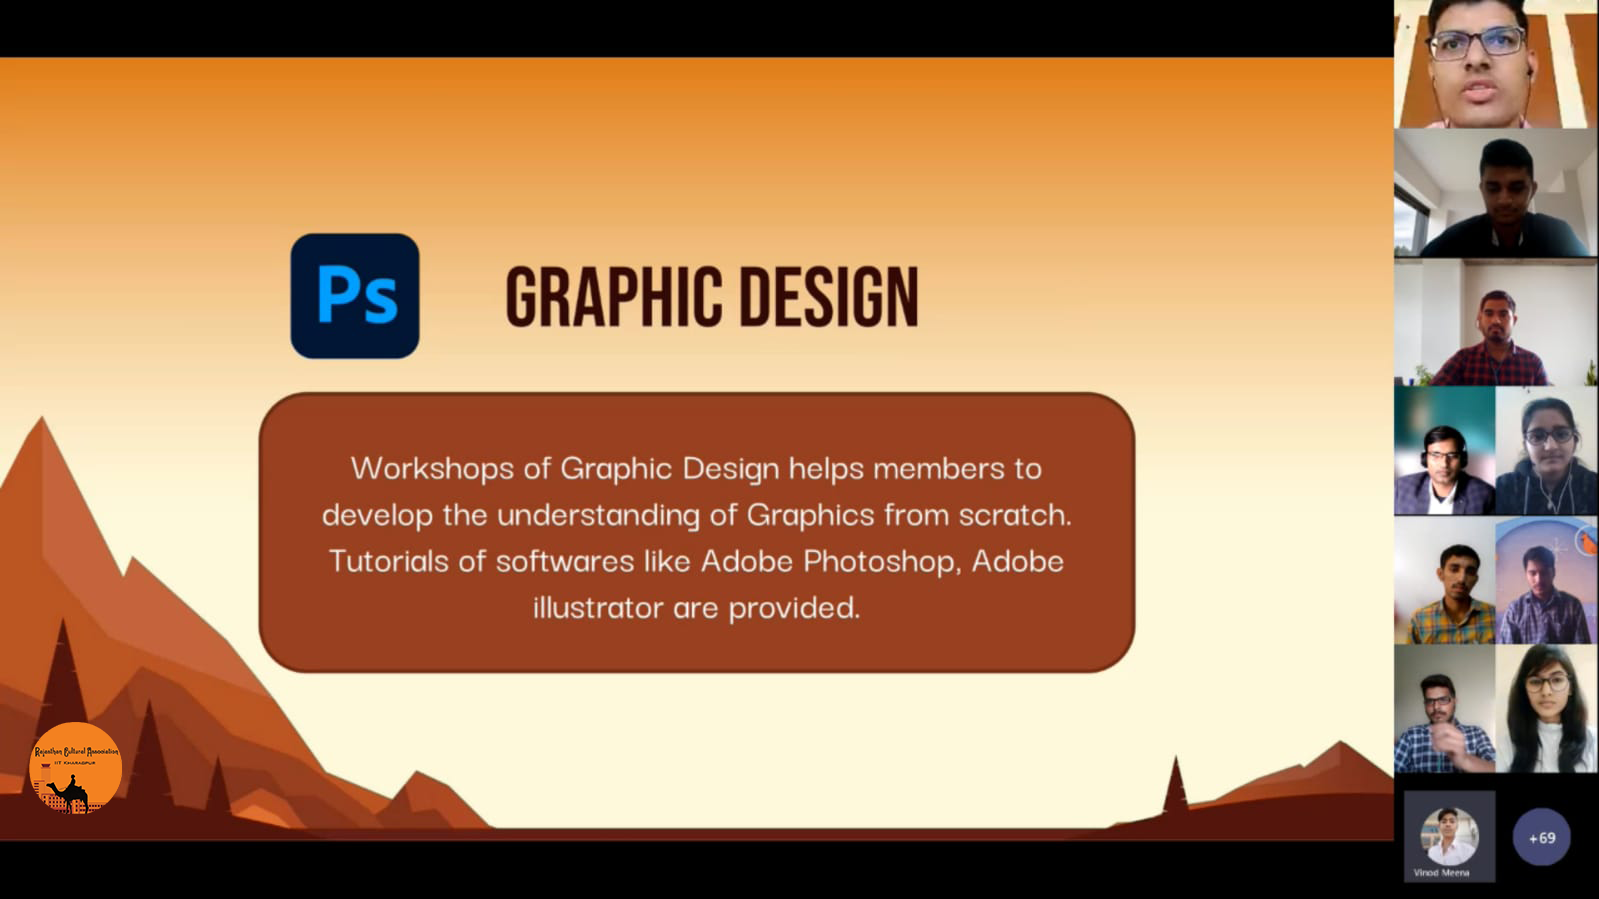 Ps
GRAPHIC DESIGN
Workshops of Graphic Design helps members to
develop the understanding of Graphics from scratch.
Tutorials of softwares like Adobe Photoshop, Adobe
illustrator are provided.
Rajasthan Cultural Association
IIT KHARAGPUR
Vinod Meena
+69